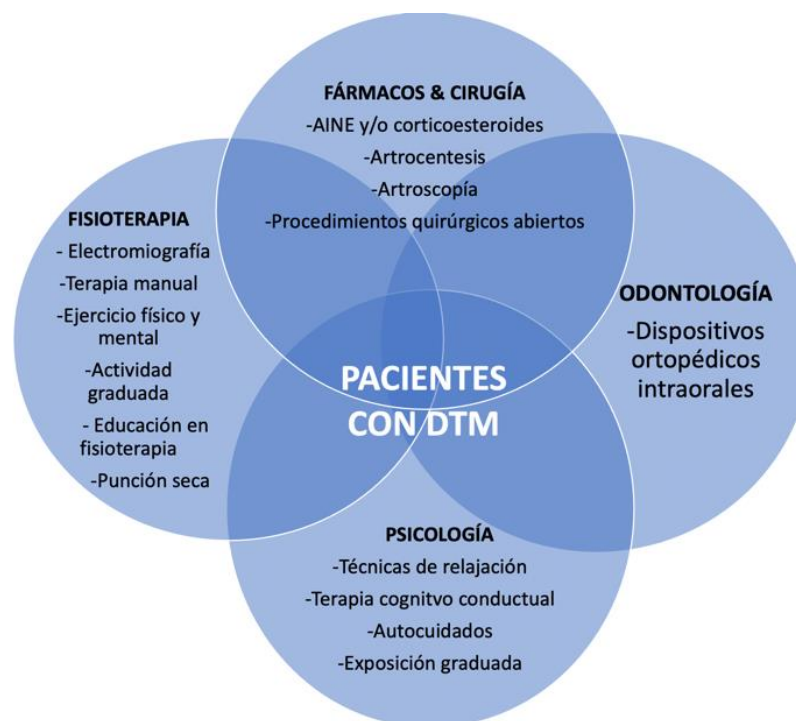 FÁRMACOS & CIRUGÍA
-AINE y/o corticoesteroides
-Artrocentesis
-Artroscopía
-Procedimientos quirúrgicos abiertos
FISIOTERAPIA
- Electromiografía
-Terapia manual
-Ejercicio físico y
mental
-Actividad
graduada
- Educación en
fisioterapia
-Punción seca
ODONTOLOGÍA
-Dispositivos
ortopédicos
intraorales
PACIENTES
CON DTM
PSICOLOGÍA
-Técnicas de relajación
-Terapia cognitvo conductual
-Autocuidados
-Exposición graduada